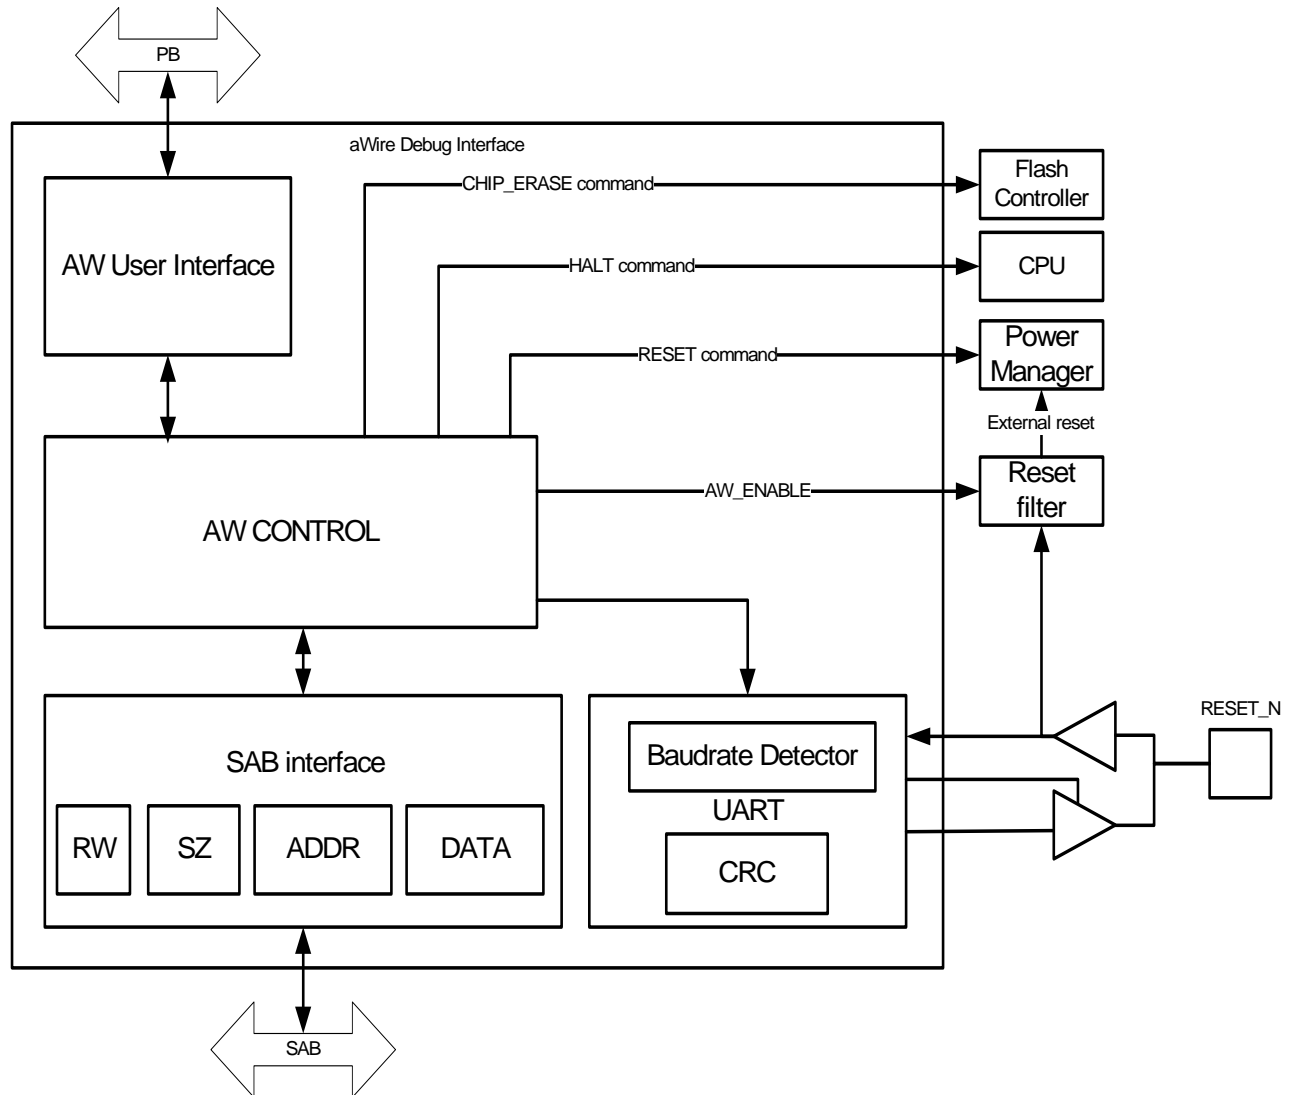 PB
aWire Debug Interface
CHIP_ERASE command
Flash
Controller
AW User Interface
HALT command
CPU
RESET command
Power
Manager
External reset
AW_ENABLE
Reset
filter
AW CONTROL
RESET_N
SAB interface
Baudrate Detector
UART
RW
SZ
ADDR
DATA
CRC
SAB